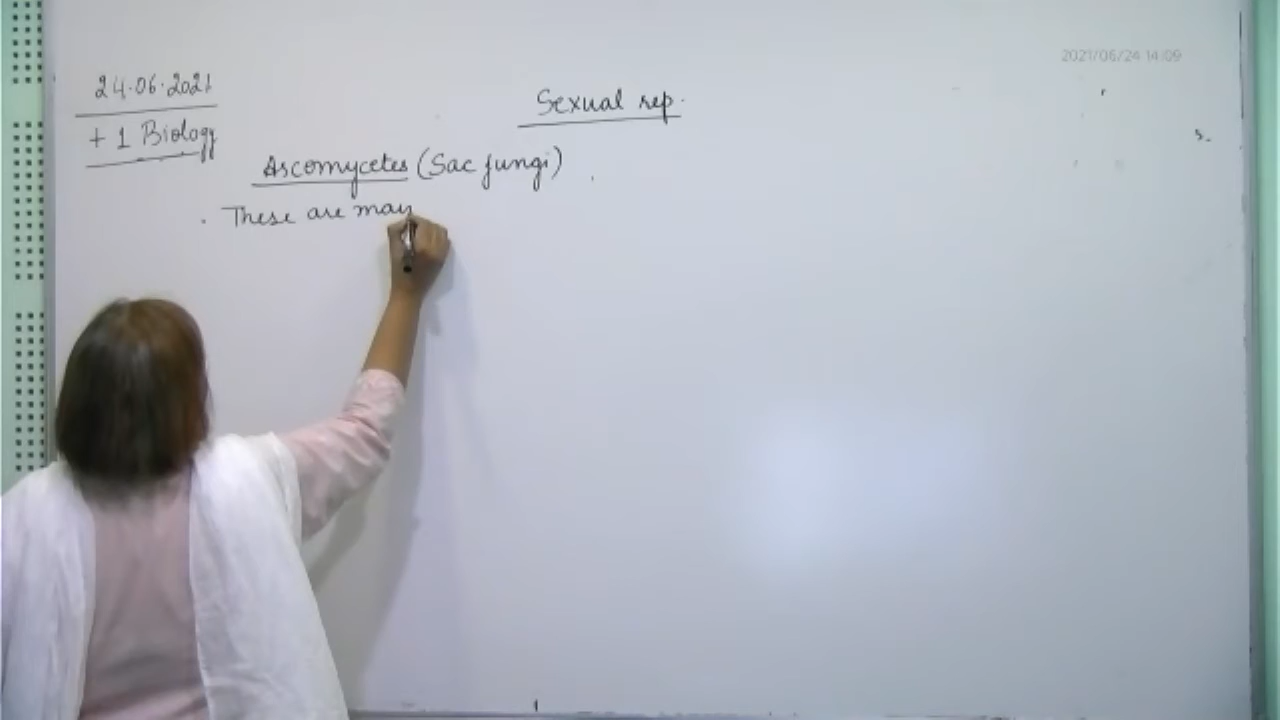 2021/06/24 14:09
24.06.2021
+ 1 Biology
Sexual rep.
Ascomycetes (Sac fungi)
. These are may